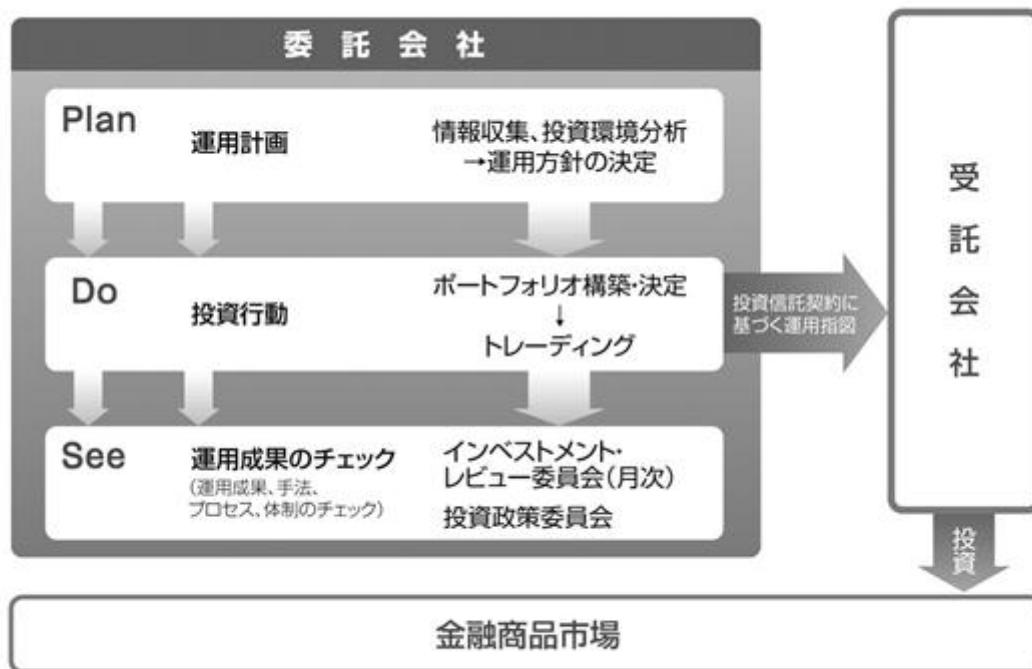 委託会社
Plan
運用計画
情報収集、投資環境分析
→運用方針の決定
Do
投資行動
ポートフォリオ構築・決定
↓
トレーディング
投資信託契約に
基づく運用指図
See
運用成果のチェック
(運用成果、手法、
プロセス、体制のチェック)
インベストメント・
レビュー委員会(月次)
投資政策委員会
受託会社
投資
金融商品市場